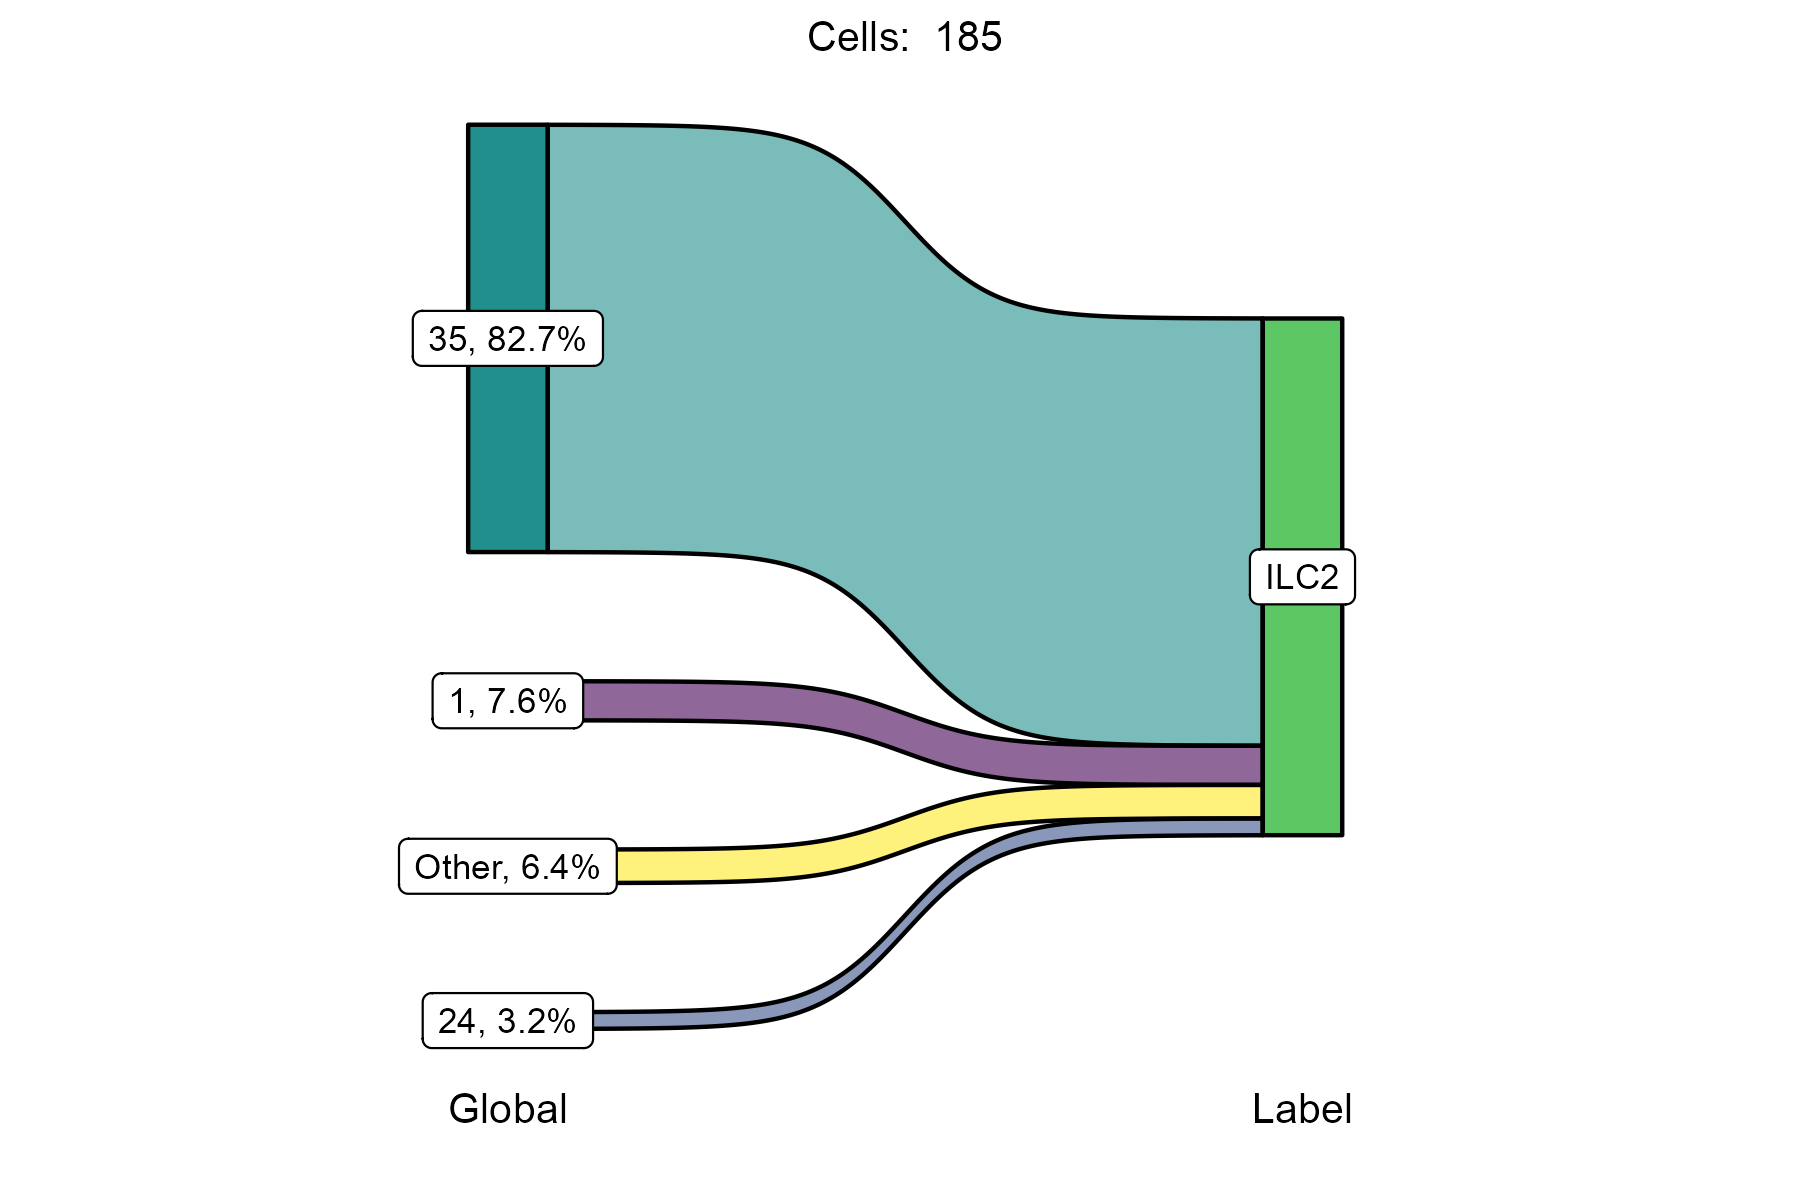 Cells:  185
35, 82.7%
ILC2
1, 7.6%
Other, 6.4%
24, 3.2%
Global
Label